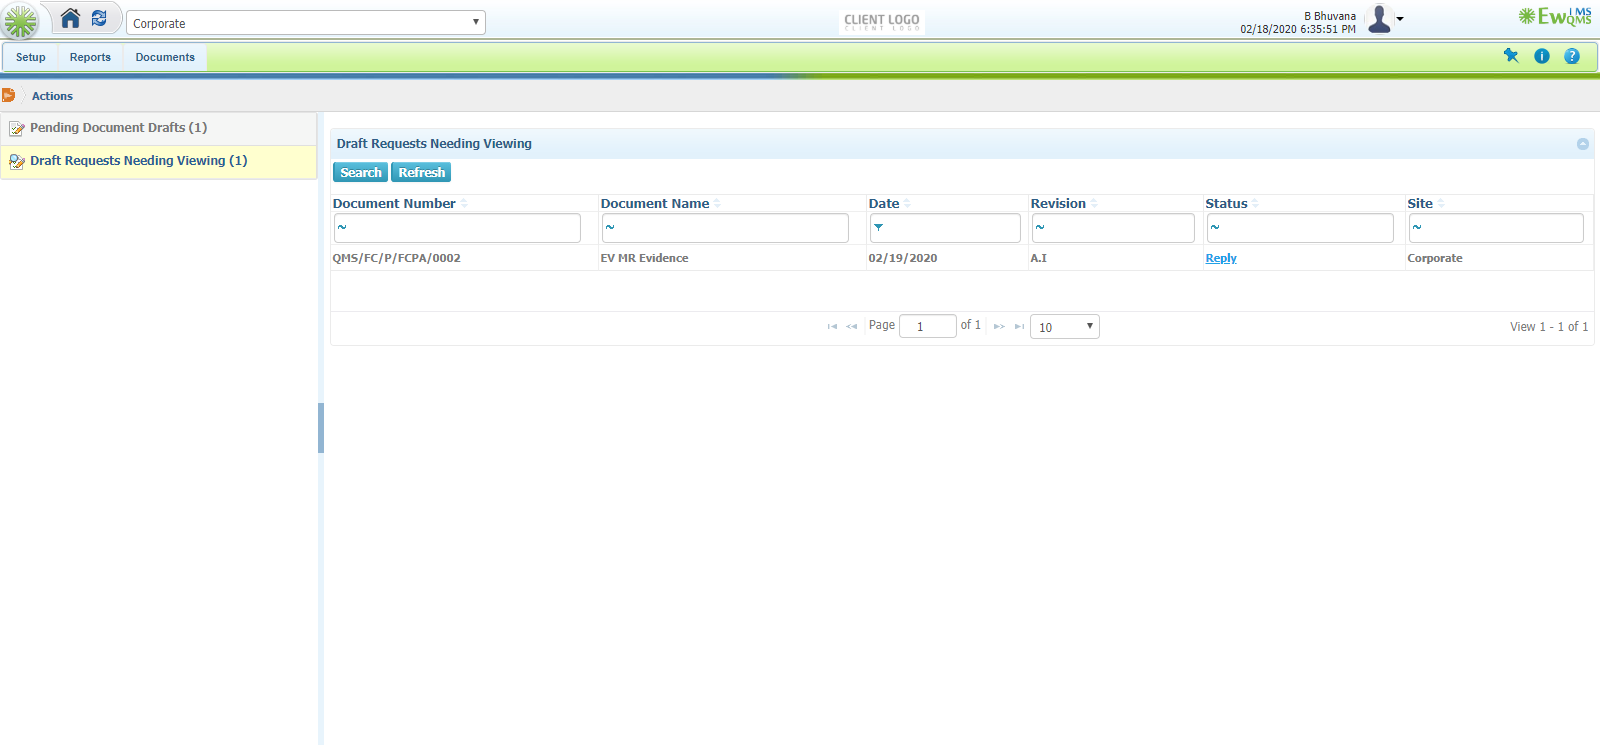 Corporate
CLIENT LOGO
CLIENT LOGO
B Bhuvana
02/18/2020 6:35:51 PM
EwQMS
iMS
Setup Reports Documents
Actions
Pending Document Drafts (1)
Draft Requests Needing Viewing (1)
Draft Requests Needing Viewing
Search Refresh
Document Number Document Name Date Revision Status Site
~ ~ ~ ~ ~
QMS/FC/P/FCPA/0002 EV MR Evidence 02/19/2020 A.I Reply Corporate
Page 1 of 1 10 View 1 - 1 of 1